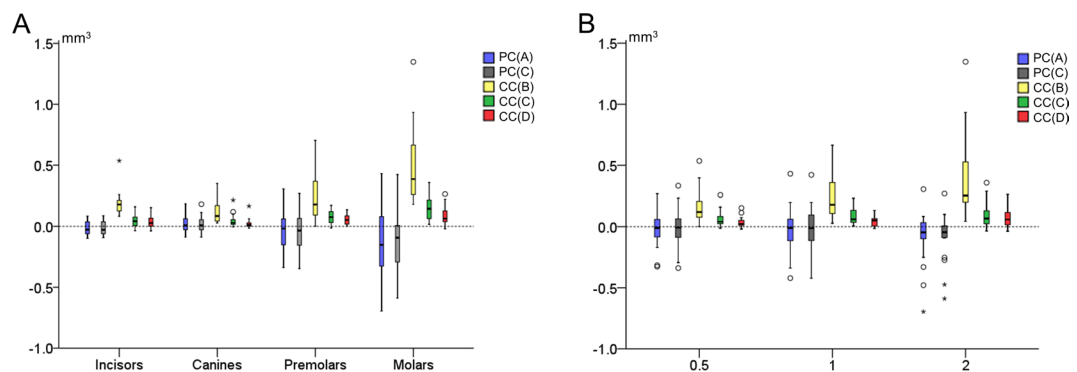 A
mm³
1.5
1.0
0.5
0.0
-0.5
-1.0
Incisors Canines Premolars Molars
PC(A)
PC(C)
CC(B)
CC(C)
CC(D)
B
mm³
1.5
1.0
0.5
0.0
-0.5
-1.0
0.5 1 2
PC(A)
PC(C)
CC(B)
CC(C)
CC(D)